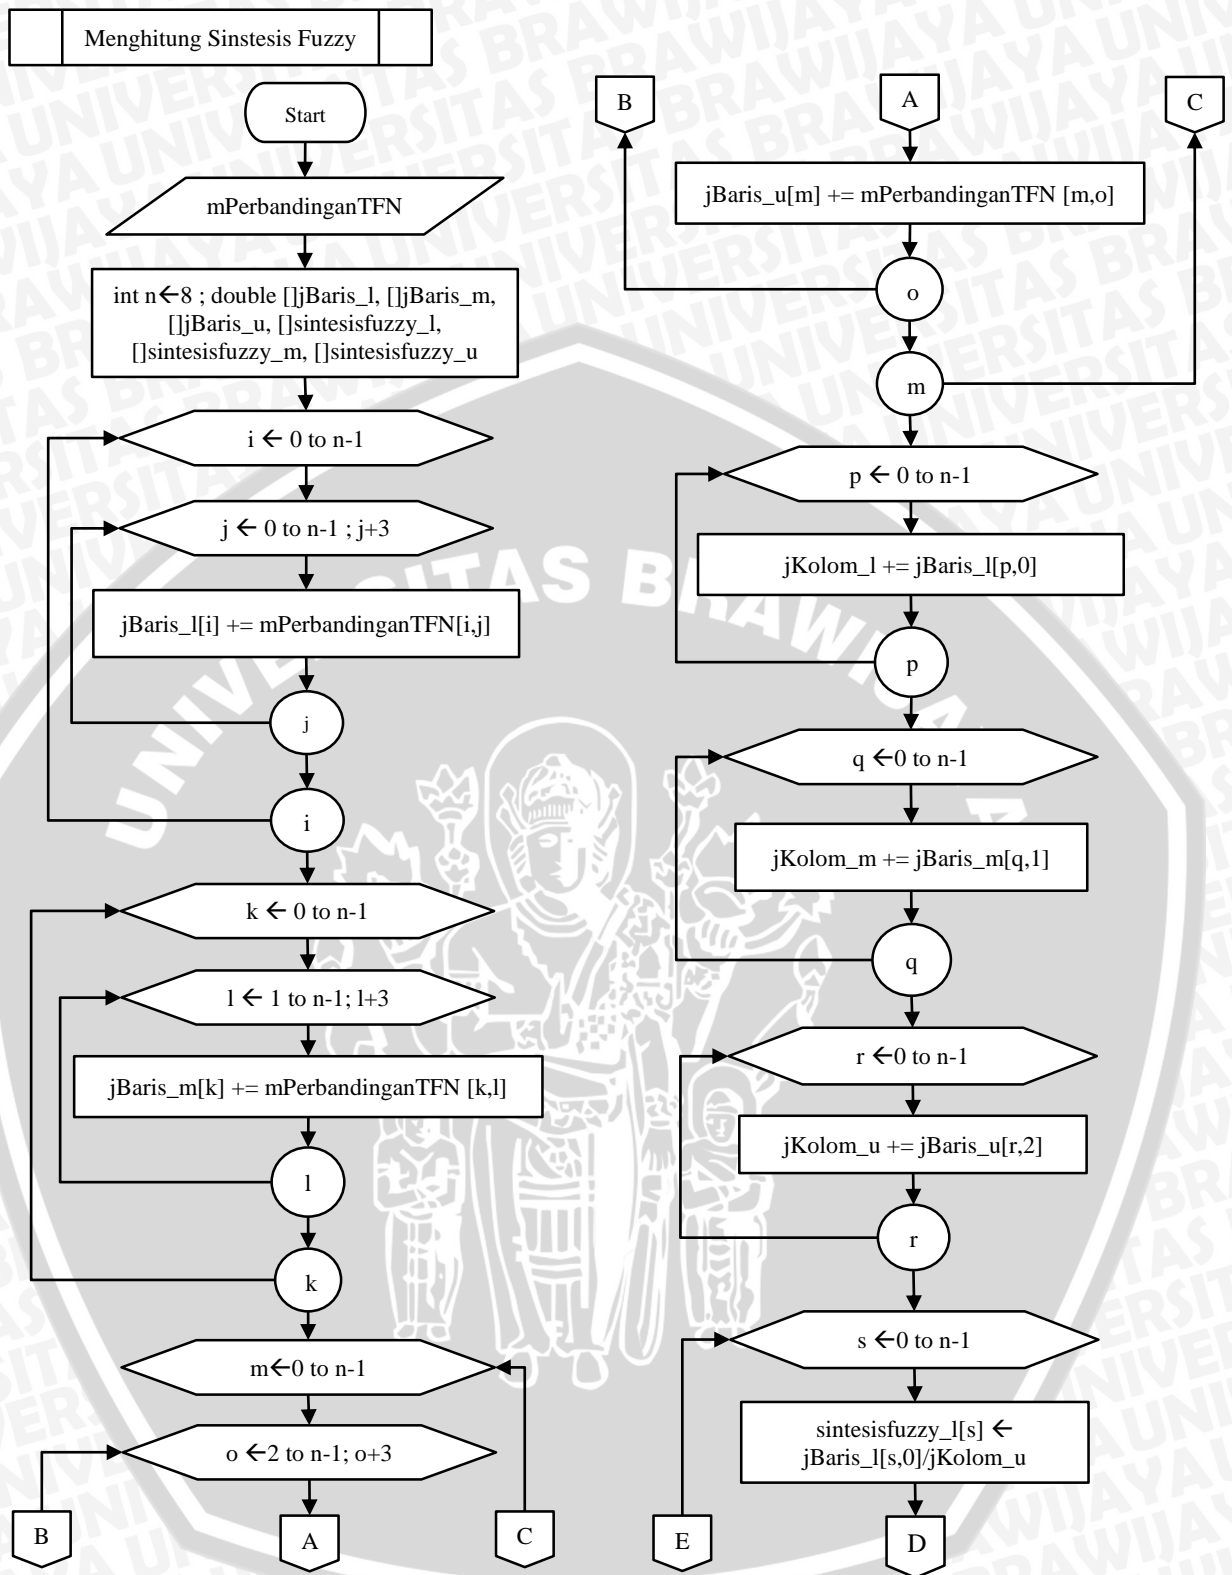 Menghitung Sinstesis Fuzzy
Start
mPerbandinganTFN
int n←8 ; double []jBaris_l, []jBaris_m,
[]jBaris_u, []sintesisfuzzy_l,
[]sintesisfuzzy_m, []sintesisfuzzy_u
i ← 0 to n-1
j ← 0 to n-1 ; j+3
jBaris_l[i] += mPerbandinganTFN[i,j]
j
i
k ← 0 to n-1
l ← 1 to n-1; l+3
jBaris_m[k] += mPerbandinganTFN [k,l]
l
k
m←0 to n-1
o ←2 to n-1; o+3
B
A
C
B
A
C
jBaris_u[m] += mPerbandinganTFN [m,o]
o
m
p ← 0 to n-1
jKolom_l += jBaris_l[p,0]
p
q ←0 to n-1
jKolom_m += jBaris_m[q,1]
q
r ←0 to n-1
jKolom_u += jBaris_u[r,2]
r
s ←0 to n-1
sintesisfuzzy_l[s] ←
jBaris_l[s,0]/jKolom_u
E
D
UNIVERSITAS BRAWIJAYA